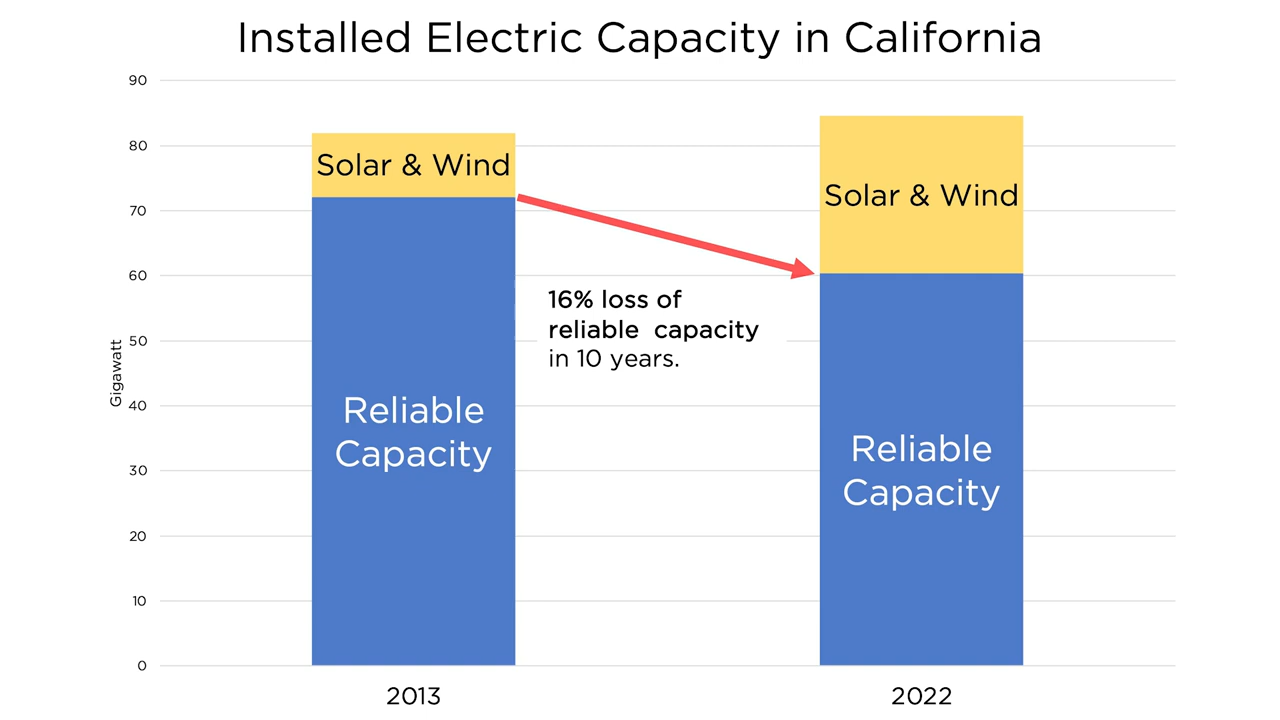 Installed Electric Capacity in California
90
80
70
60
50
40
30
20
10
0
Gigawatt
Solar & Wind
Reliable
Capacity
16% loss of
reliable capacity
in 10 years.
Solar & Wind
Reliable
Capacity
2013
2022